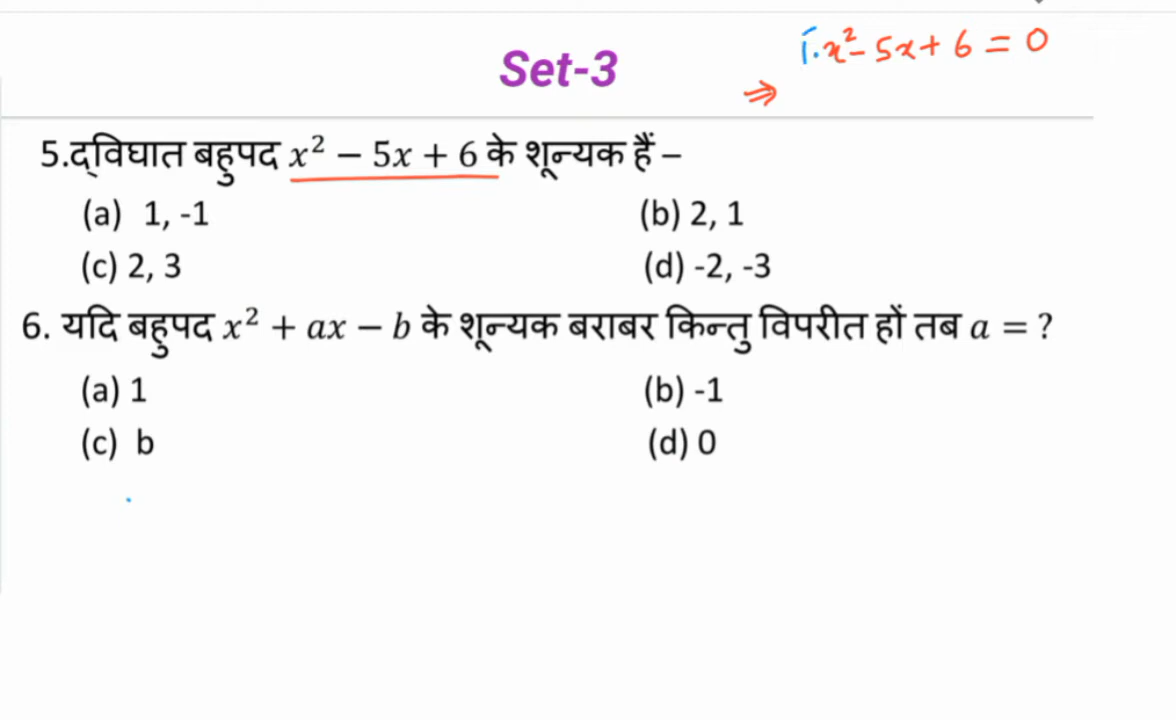 1.x² - 5x + 6 = 0
Set-3
⇒
5.द्विघात बहुपद x² − 5x + 6 के शून्यक हैं –
(a) 1, -1 (b) 2, 1
(c) 2, 3 (d) -2, -3
6. यदि बहुपद x² + ax − b के शून्यक बराबर किन्तु विपरीत हों तब a = ?
(a) 1 (b) -1
(c) b (d) 0